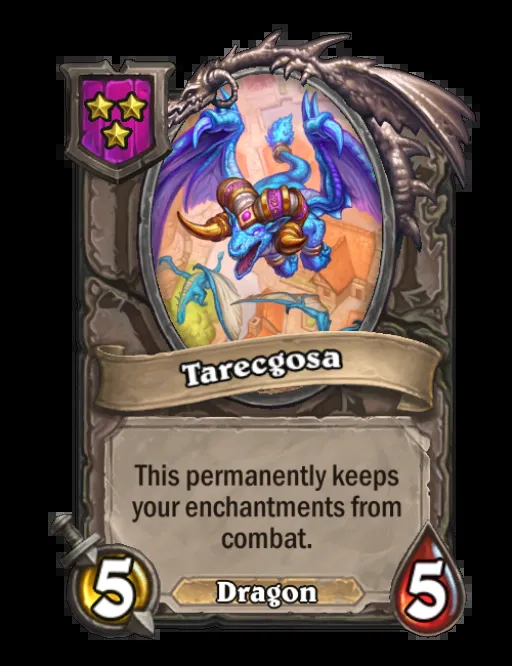 Tarecgosa
This permanently keeps
your enchantments from
combat.
5
Dragon
5